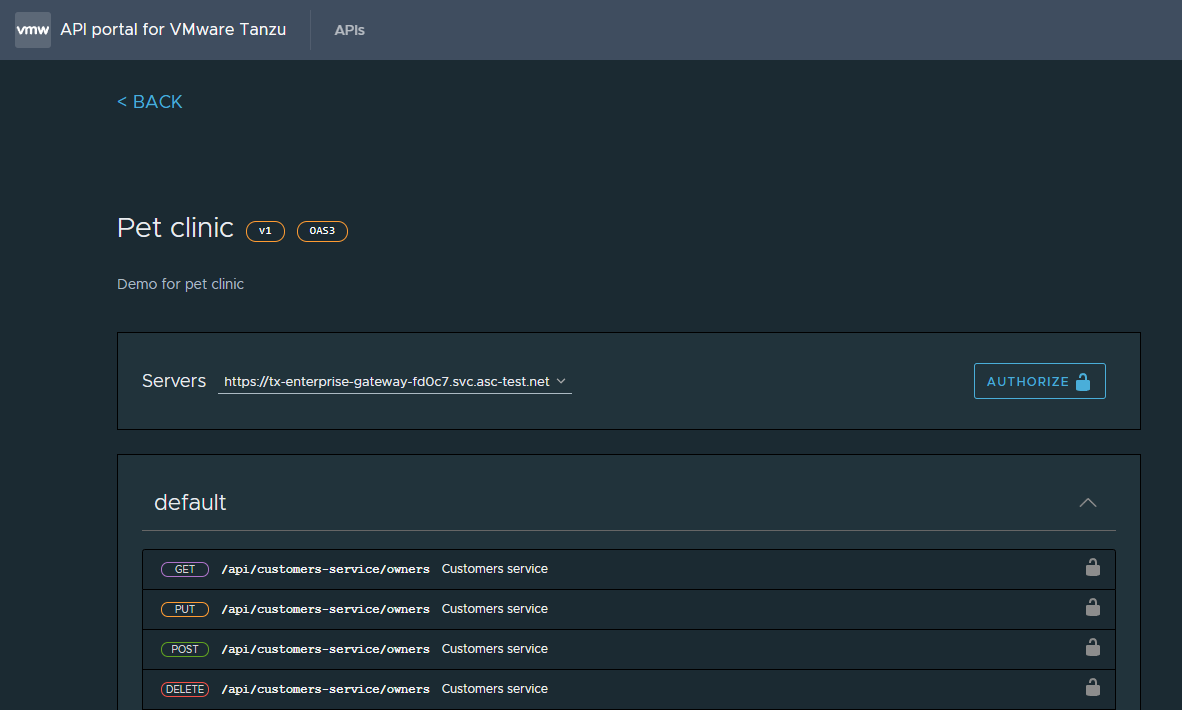 vmw API portal for VMware Tanzu APIs
< BACK
Pet clinic v1 OAS3
Demo for pet clinic
Servers https://tx-enterprise-gateway-fd0c7.svc.asc-test.net AUTHORIZE
default
GET /api/customers-service/owners Customers service
PUT /api/customers-service/owners Customers service
POST /api/customers-service/owners Customers service
DELETE /api/customers-service/owners Customers service